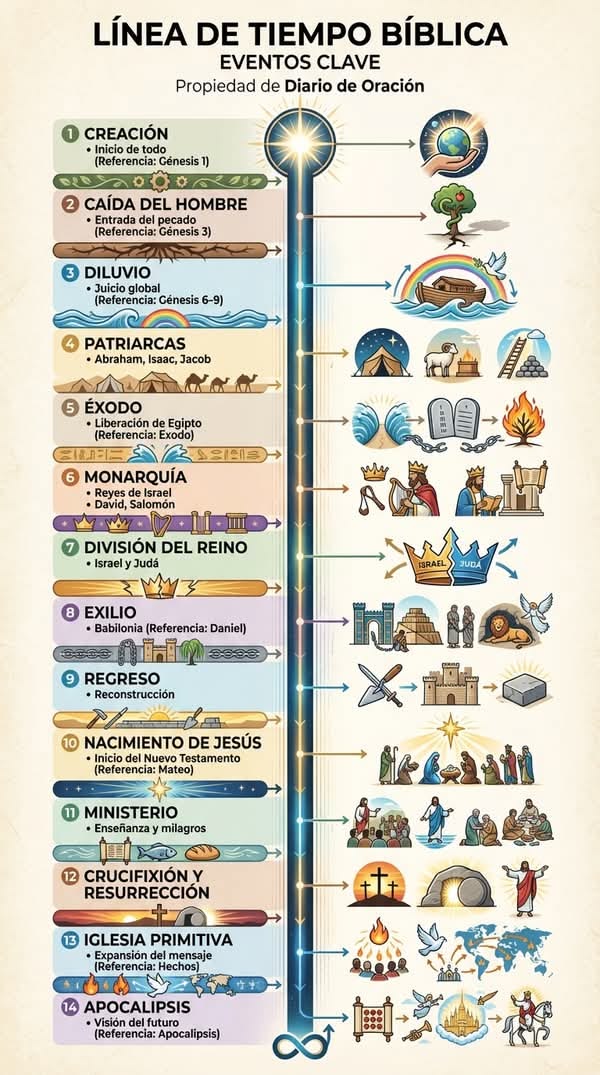 LÍNEA DE TIEMPO BÍBLICA
EVENTOS CLAVE
Propiedad de Diario de Oración
1 CREACIÓN
• Inicio de todo
(Referencia: Génesis 1)
2 CAÍDA DEL HOMBRE
• Entrada del pecado
(Referencia: Génesis 3)
3 DILUVIO
• Juicio global
(Referencia: Génesis 6–9)
4 PATRIARCAS
• Abraham, Isaac, Jacob
5 ÉXODO
• Liberación de Egipto
(Referencia: Exodo)
6 MONARQUÍA
• Reyes de Israel
• David, Salomón
7 DIVISIÓN DEL REINO
• Israel y Judá
ISRAEL JUDÁ
8 EXILIO
• Babilonia (Referencia: Daniel)
9 REGRESO
• Reconstrucción
10 NACIMIENTO DE JESÚS
• Inicio del Nuevo Testamento
(Referencia: Mateo)
11 MINISTERIO
• Enseñanza y milagros
12 CRUCIFIXIÓN Y
RESURRECCIÓN
13 IGLESIA PRIMITIVA
• Expansión del mensaje
(Referencia: Hechos)
14 APOCALIPSIS
• Visión del futuro
(Referencia: Apocalipsis)